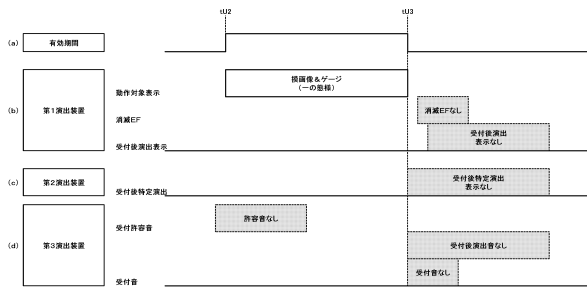 tU2
tU3
(a)
有効期間
(b)
第1演出装置
動作対象表示
操画像&ゲージ
(一の態様)
消滅EF
消滅EFなし
受付後演出表示
受付後演出
表示なし
(c)
第2演出装置
受付後特定演出
受付後特定演出
表示なし
(d)
第3演出装置
受付許容音
許容音なし
受付後演出音なし
受付音
受付音なし